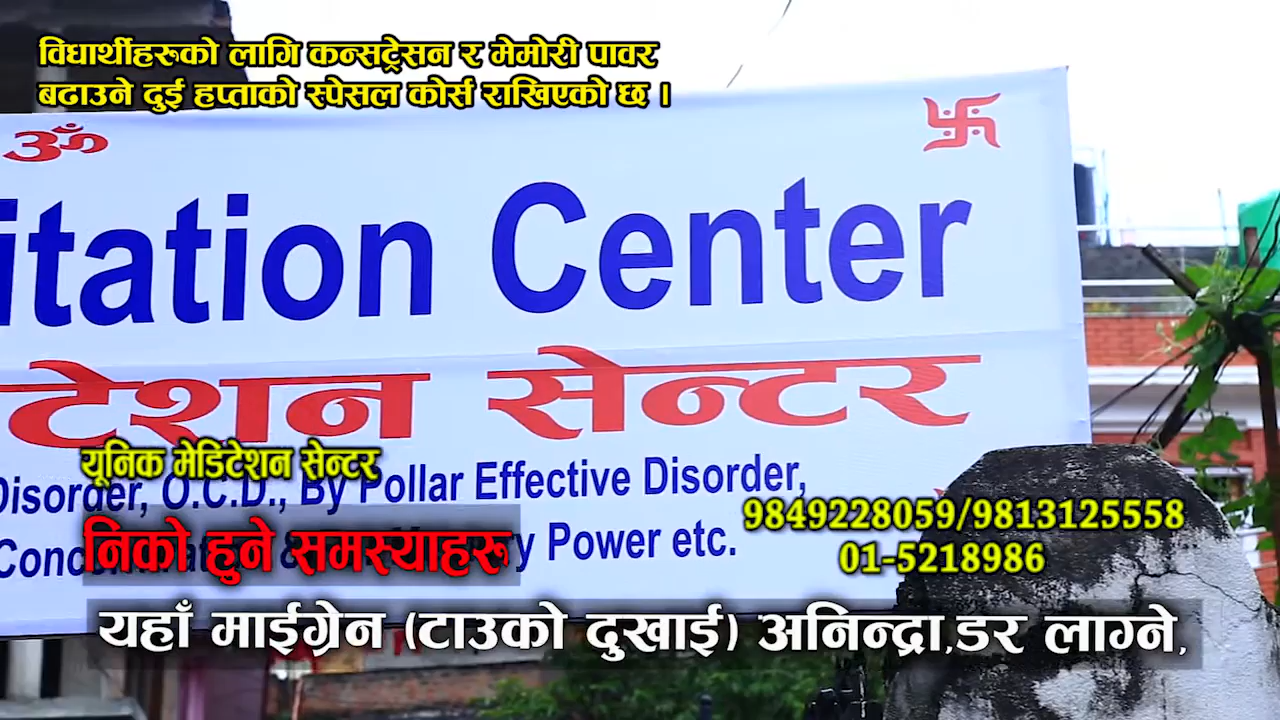 विधार्थीहरुको लागि कन्सट्रेसन र मेमोरी पावर
बढाउने दुई हप्ताको स्पेसल कोर्स राखिएको छ ।
ॐ
itation Center
टेशन सेन्टर
यूनिक मेडिटेशन सेन्टर
Disorder, O.C.D., By Pollar Effective Disorder,
9849228059/9813125558
Power etc.
01-5218986
निको हुने समस्याहरु
यहाँ माईग्रेन (टाउको दुखाई) अनिन्द्रा,डर लाग्ने,